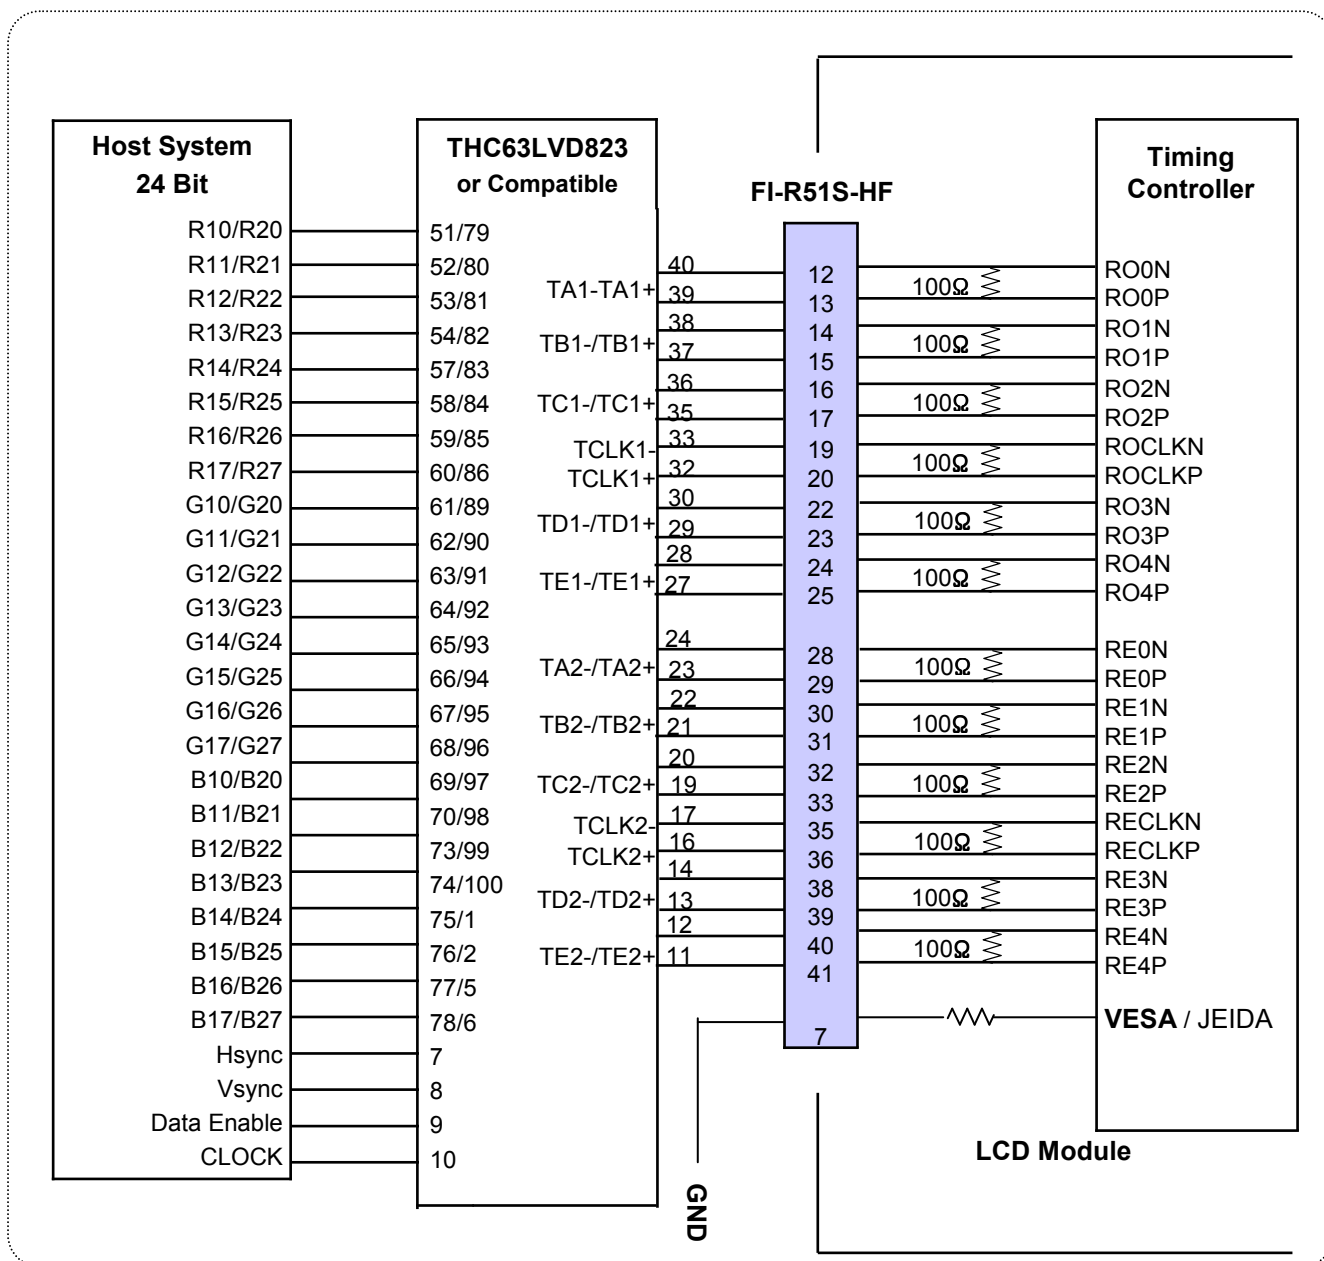 Host System
24 Bit
R10/R20
R11/R21
R12/R22
R13/R23
R14/R24
R15/R25
R16/R26
R17/R27
G10/G20
G11/G21
G12/G22
G13/G23
G14/G24
G15/G25
G16/G26
G17/G27
B10/B20
B11/B21
B12/B22
B13/B23
B14/B24
B15/B25
B16/B26
B17/B27
Hsync
Vsync
Data Enable
CLOCK
THC63LVD823
or Compatible
51/79
52/80
53/81
54/82
57/83
58/84
59/85
60/86
61/89
62/90
63/91
64/92
65/93
66/94
67/95
68/96
69/97
70/98
73/99
74/100
75/1
76/2
77/5
78/6
7
8
9
10
TA1-TA1+
TB1-/TB1+
TC1-/TC1+
TCLK1-
TCLK1+
TD1-/TD1+
TE1-/TE1+
TA2-/TA2+
TB2-/TB2+
TC2-/TC2+
TCLK2-
TCLK2+
TD2-/TD2+
TE2-/TE2+
40
39
38
37
36
35
33
32
30
29
28
27
24
23
22
21
20
19
17
16
14
13
12
11
GND
FI-R51S-HF
12
13
14
15
16
17
19
20
22
23
24
25
28
29
30
31
32
33
35
36
38
39
40
41
7
100Ω
100Ω
100Ω
100Ω
100Ω
100Ω
100Ω
100Ω
100Ω
100Ω
100Ω
100Ω
Timing
Controller
RO0N
RO0P
RO1N
RO1P
RO2N
RO2P
ROCLKN
ROCLKP
RO3N
RO3P
RO4N
RO4P
RE0N
RE0P
RE1N
RE1P
RE2N
RE2P
RECLKN
RECLKP
RE3N
RE3P
RE4N
RE4P
VESA / JEIDA
LCD Module